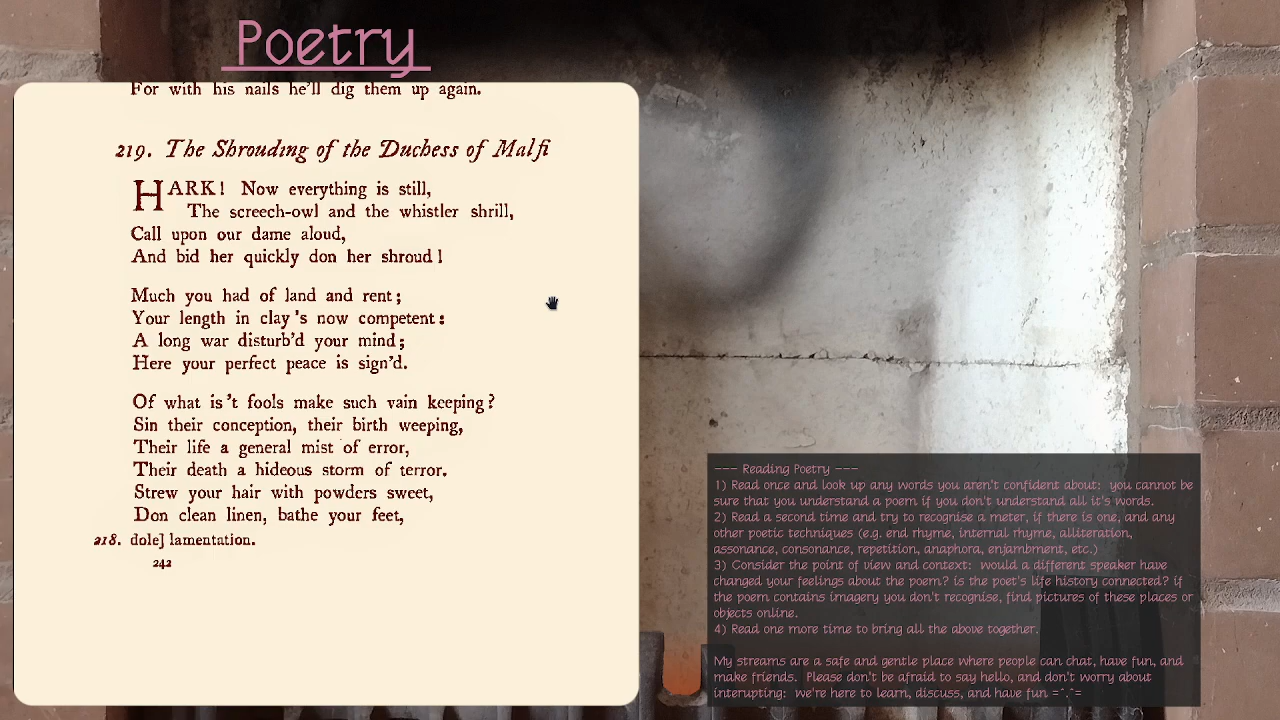 Poetry
For with his nails he'll dig them up again.
219. The Shrouding of the Duchess of Malfi
HARK! Now everything is still,
The screech-owl and the whistler shrill,
Call upon our dame aloud,
And bid her quickly don her shroud!
Much you had of land and rent;
Your length in clay 's now competent:
A long war disturb'd your mind;
Here your perfect peace is sign'd.
Of what is 't fools make such vain keeping?
Sin their conception, their birth weeping,
Their life a general mist of error,
Their death a hideous storm of terror.
Strew your hair with powders sweet,
Don clean linen, bathe your feet,
218. dole] lamentation.
242
--- Reading Poetry ---
1) Read once and look up any words you aren't confident about: you cannot be
sure that you understand a poem if you don't understand all it's words.
2) Read a second time and try to recognise a meter, if there is one, and any
other poetic techniques (e.g. end rhyme, internal rhyme, alliteration,
assonance, consonance, repetition, anaphora, enjambment, etc.)
3) Consider the point of view and context: would a different speaker have
changed your feelings about the poem? is the poet's life history connected? if
the poem contains imagery you don't recognise, find pictures of these places or
objects online.
4) Read one more time to bring all the above together.
My streams are a safe and gentle place where people can chat, have fun, and
make friends. Please don't be afraid to say hello, and don't worry about
interupting: we're here to learn, discuss, and have fun =^.^=